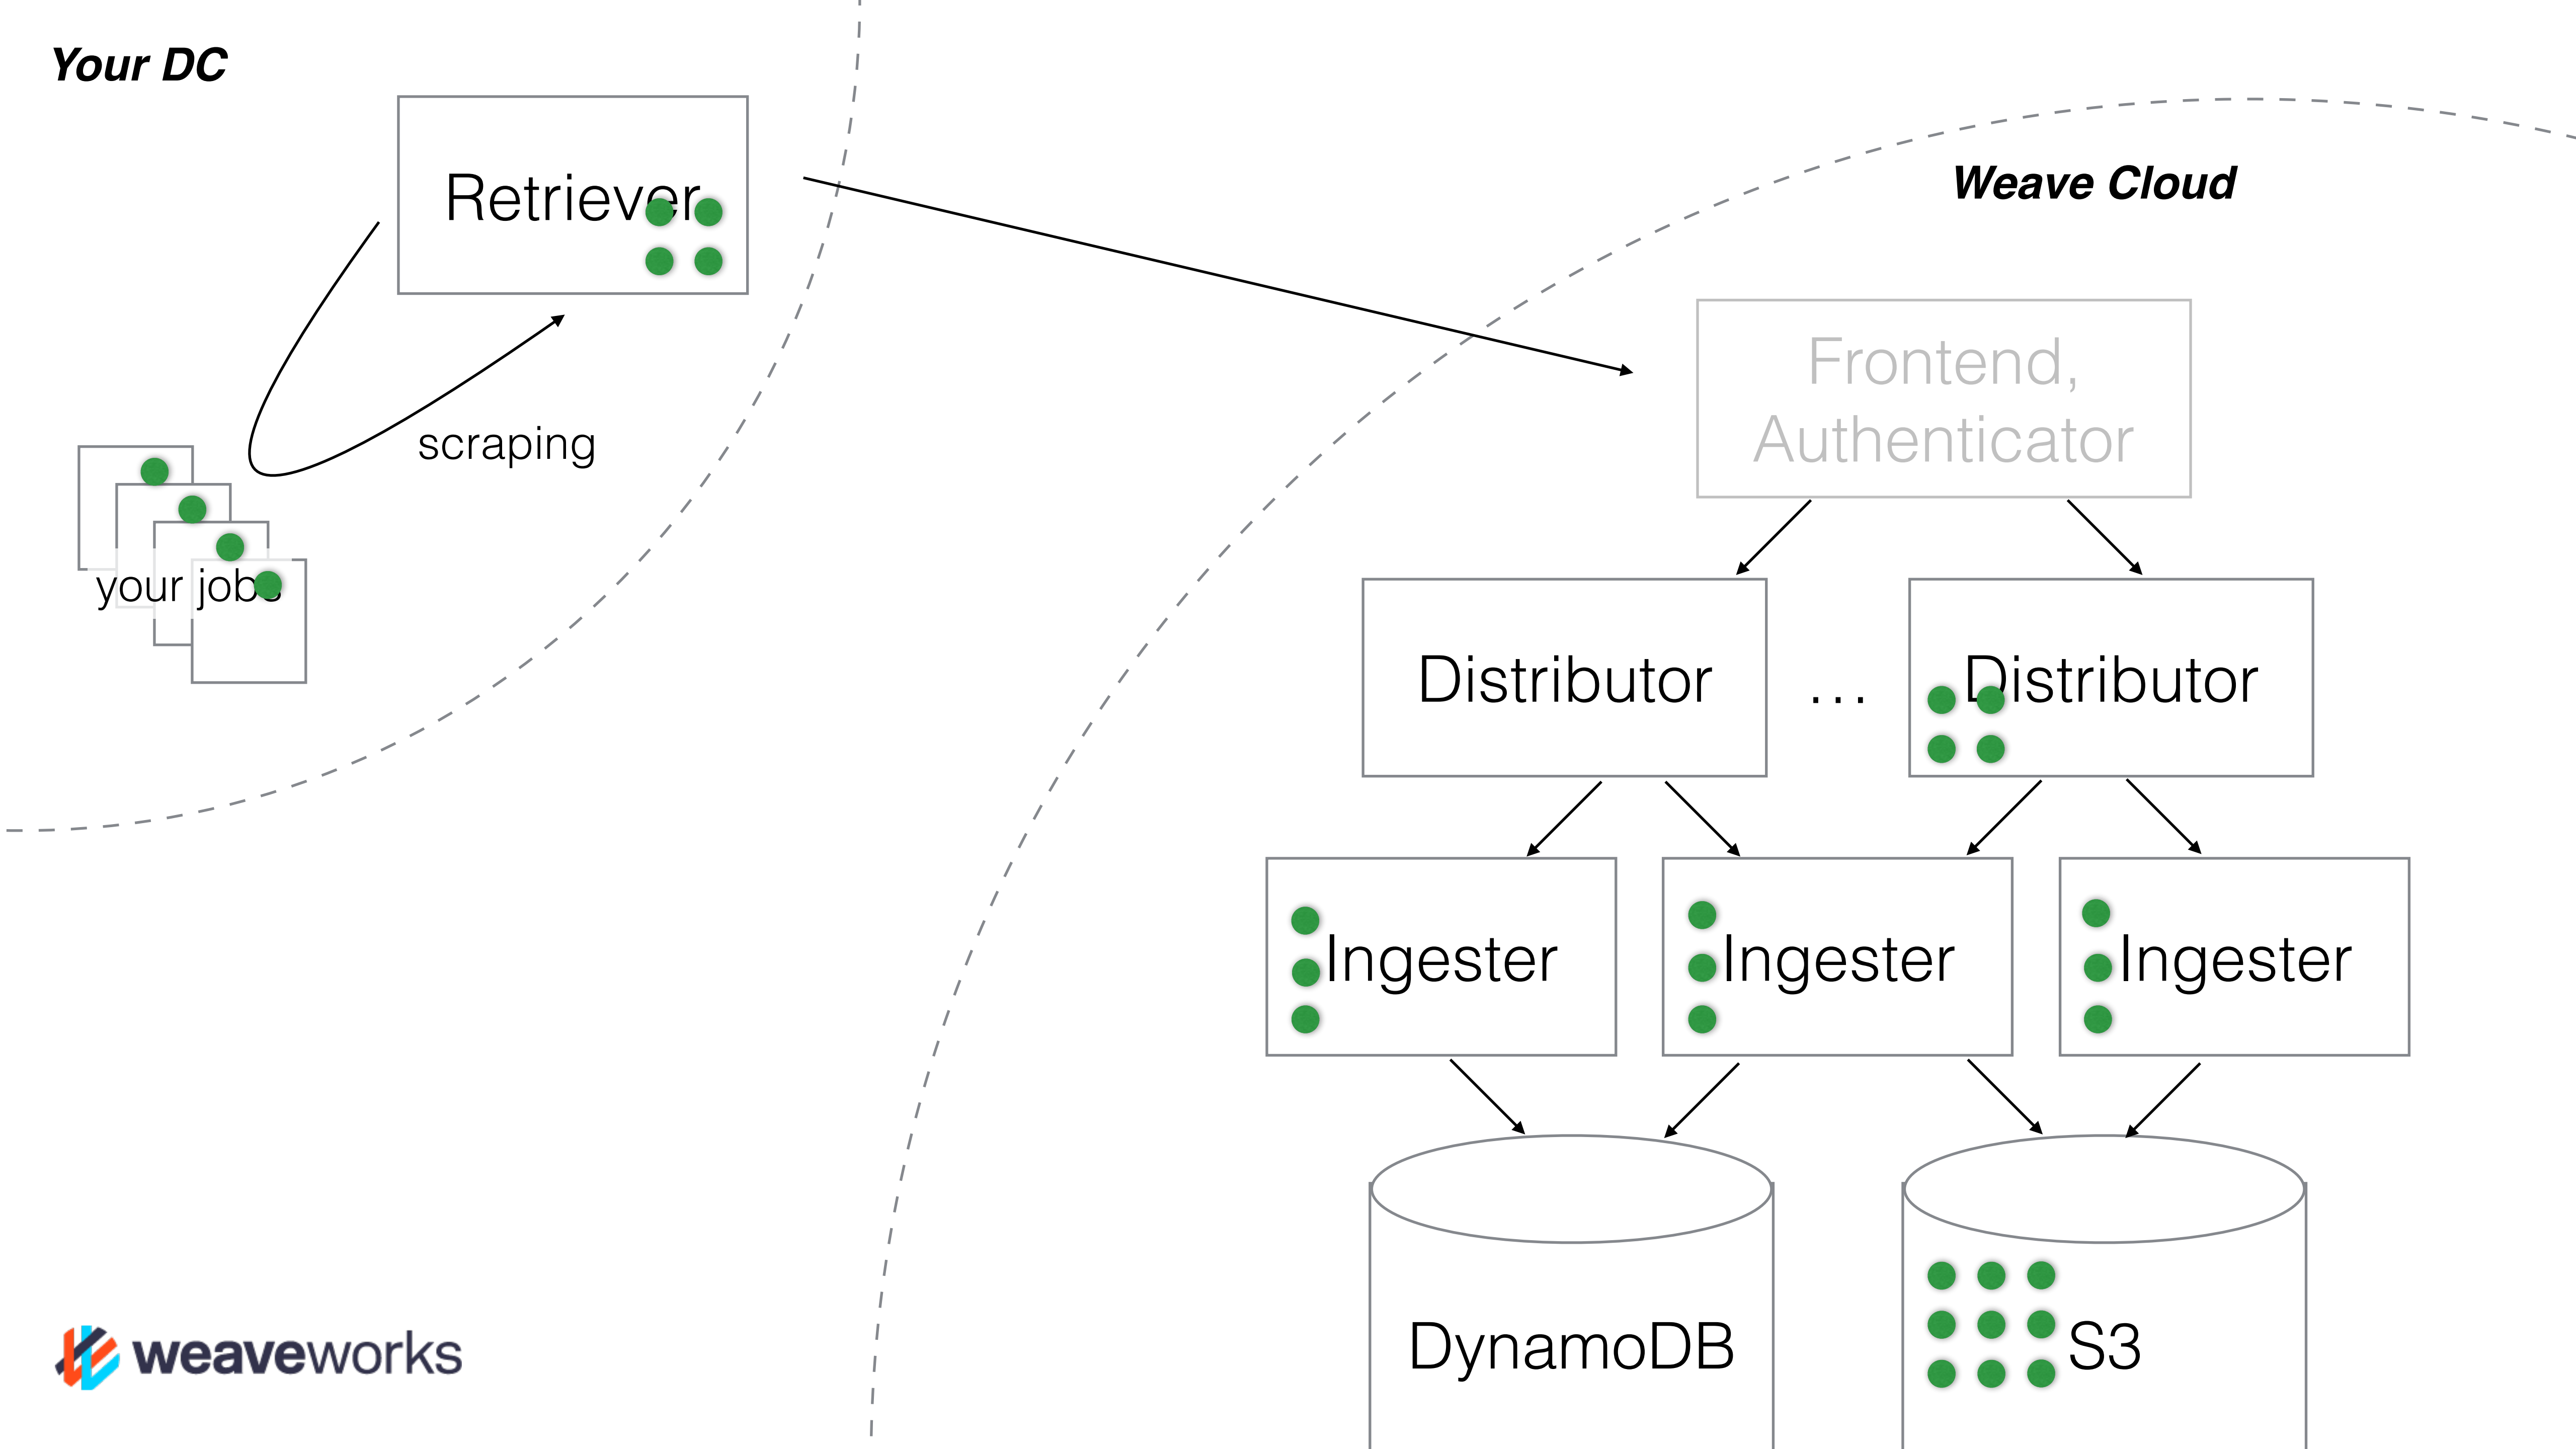 Your DC
Retriever
scraping
your jobs
Weave Cloud
Frontend,
Authenticator
Distributor
...
Distributor
Ingester
Ingester
Ingester
DynamoDB
S3
weaveworks